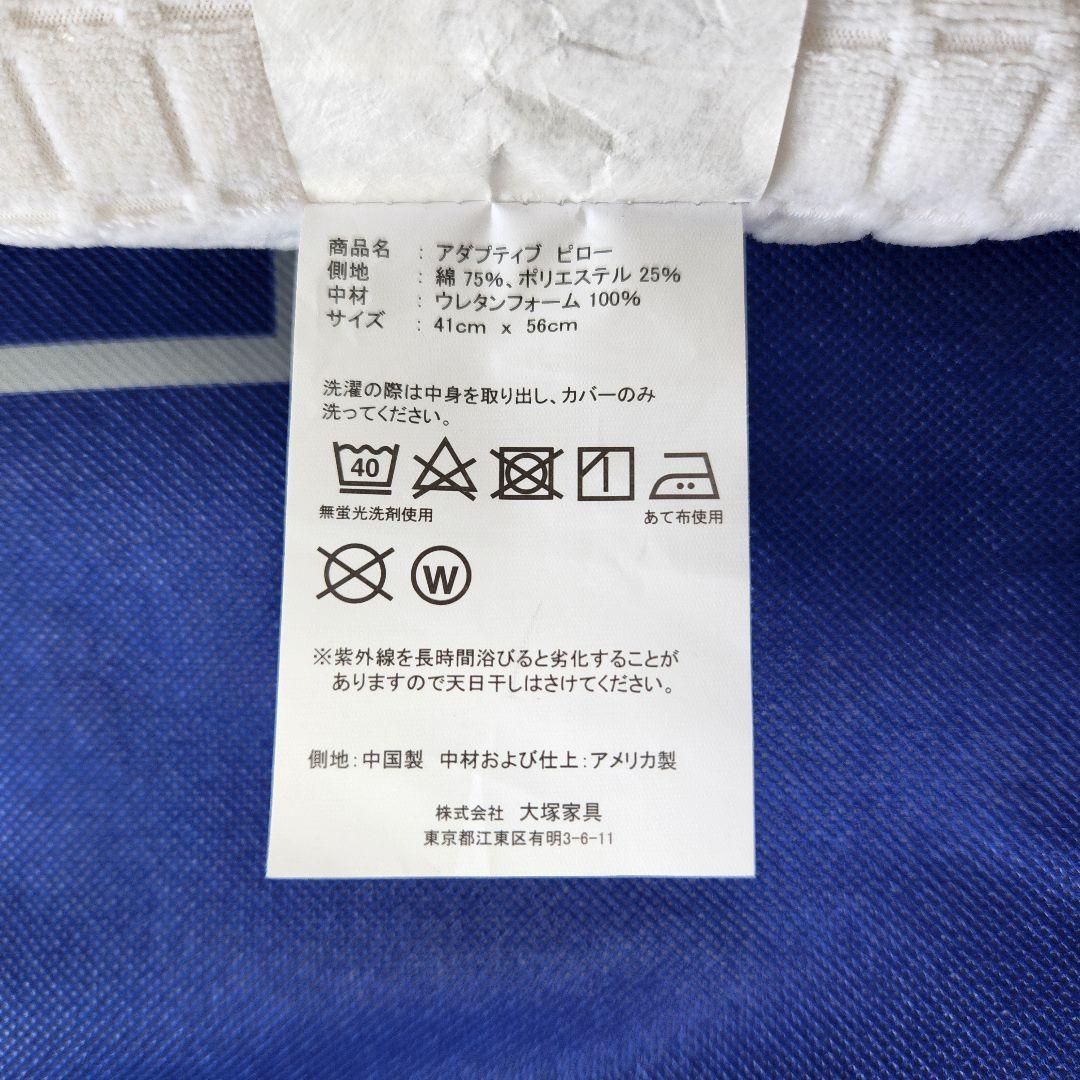 商品名 : アダプティブ ピロー
側地 : 綿 75%、ポリエステル 25%
中材 : ウレタンフォーム 100%
サイズ : 41cm x 56cm
洗濯の際は中身を取り出し、カバーのみ
洗ってください。
40
無蛍光洗剤使用
あて布使用
W
※紫外線を長時間浴びると劣化することが
ありますので天日干しはさけてください。
側地：中国製 中材および仕上：アメリカ製
株式会社 大塚家具
東京都江東区有明3-6-11